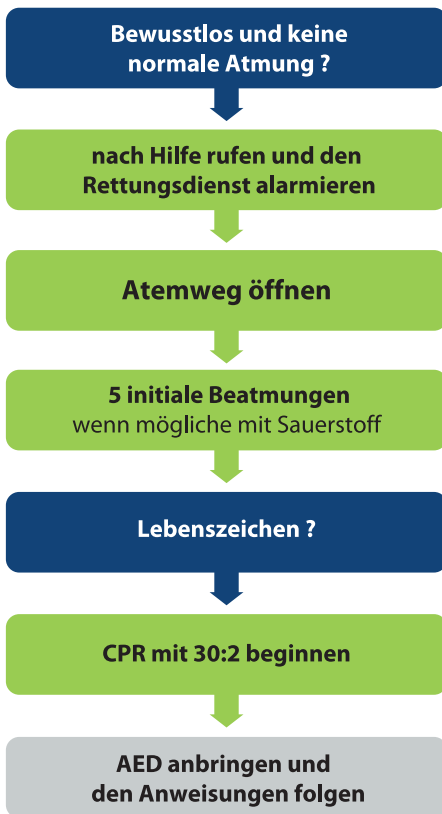 Bewusstlos und keine
normale Atmung ?
nach Hilfe rufen und den
Rettungsdienst alarmieren
Atemweg öffnen
5 initiale Beatmungen
wenn mögliche mit Sauerstoff
Lebenszeichen ?
CPR mit 30:2 beginnen
AED anbringen und
den Anweisungen folgen